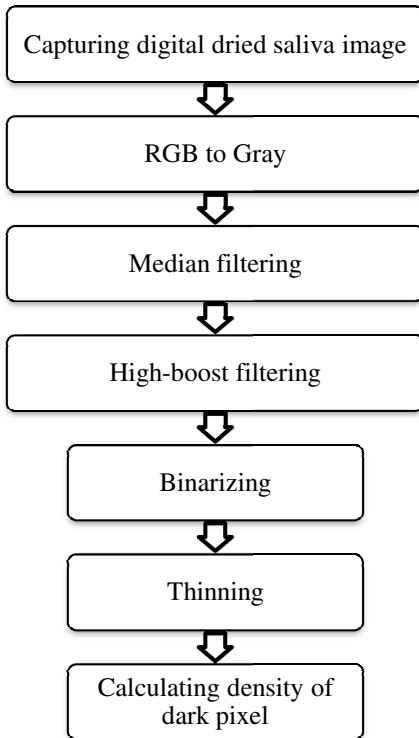 Capturing digital dried saliva image
RGB to Gray
Median filtering
High-boost filtering
Binarizing
Thinning
Calculating density of
dark pixel